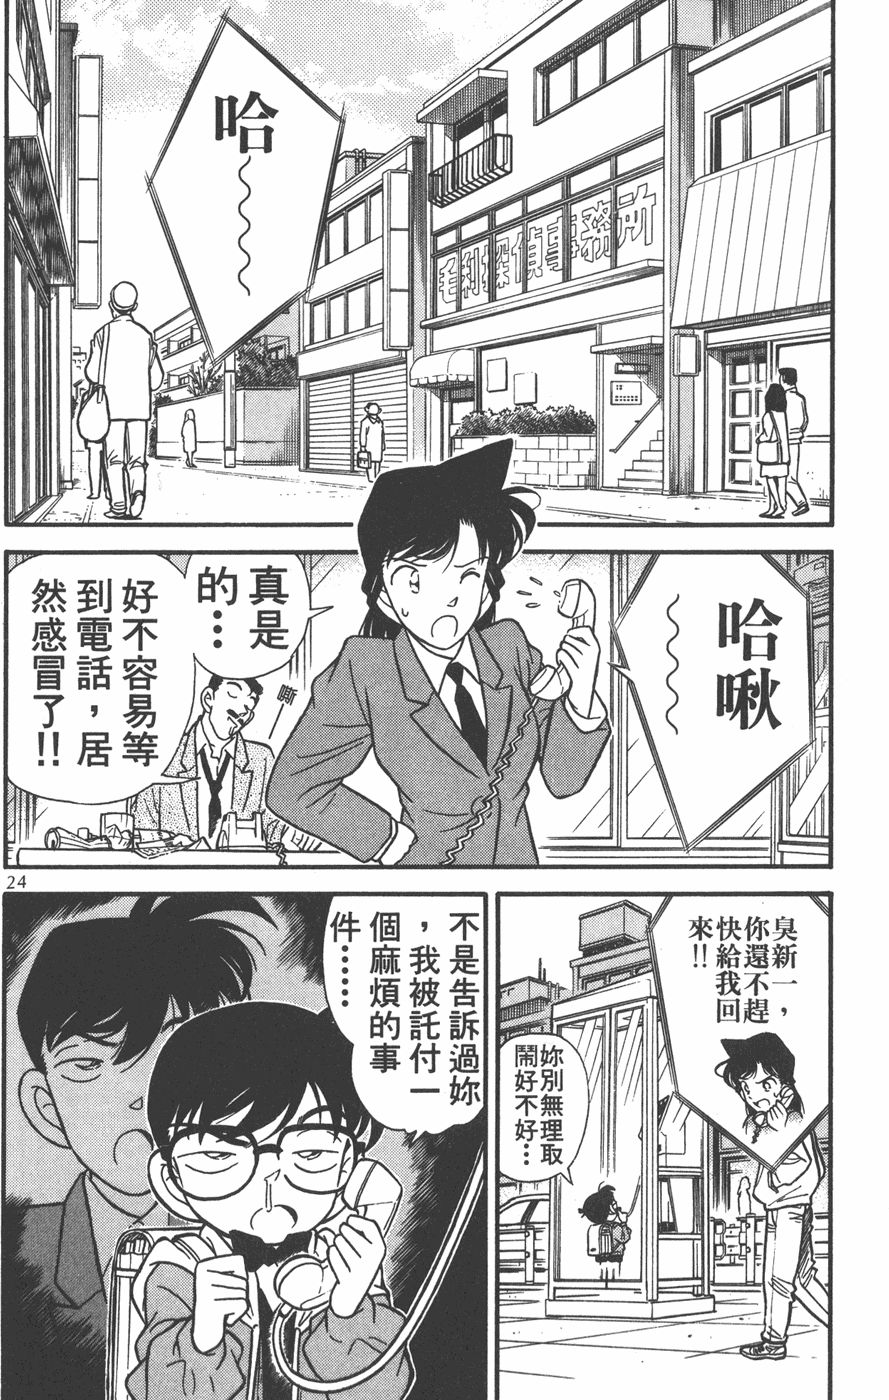 哈
毛利探偵事務所
哈啾
真是
的…
嘶
好不容易等
到電話，居
然感冒了!!
臭新一，
你還不趕
快給我回
來!!
妳別無理取
鬧好不好…
不是告訴過妳
，我被託付一
個麻煩的事
件……
24